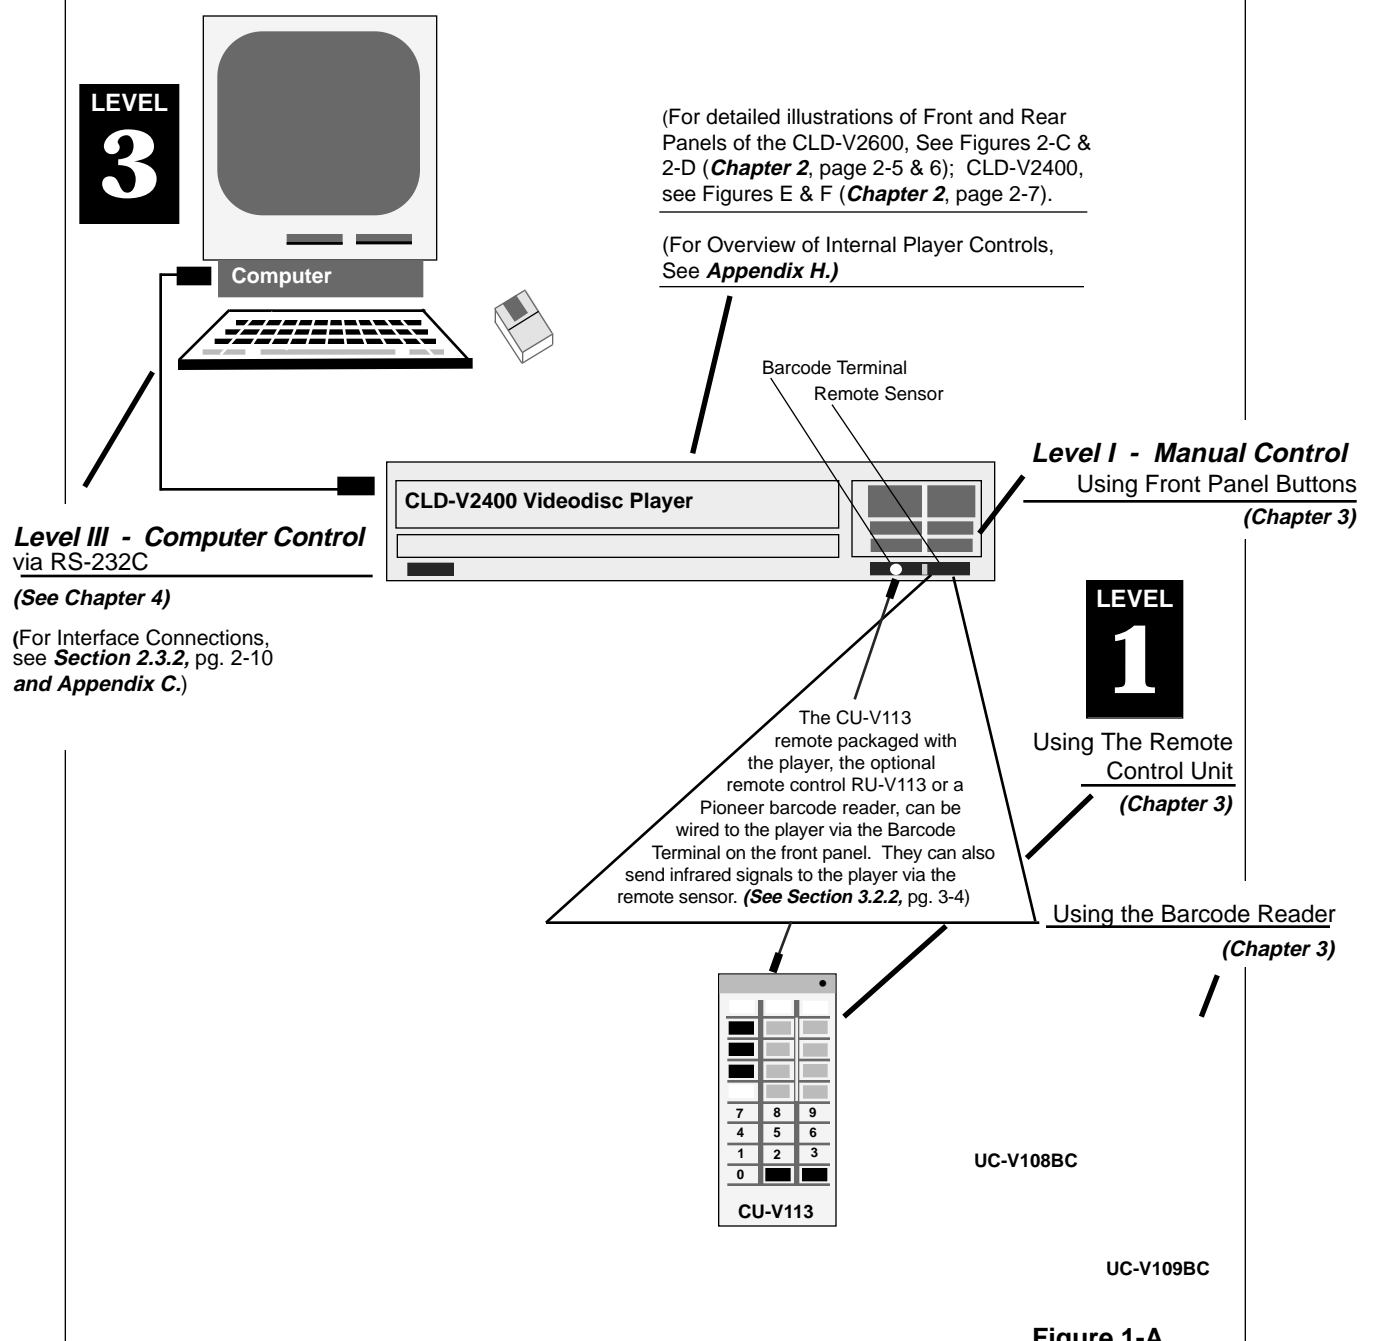 LEVEL
3
Computer
(For detailed illustrations of Front and Rear
Panels of the CLD-V2600, See Figures 2-C &
2-D (Chapter 2, page 2-5 & 6);  CLD-V2400,
see Figures E & F (Chapter 2, page 2-7).
(For Overview of Internal Player Controls,
See Appendix H.)
Barcode Terminal
Remote Sensor
Level I - Manual Control
Using Front Panel Buttons
(Chapter 3)
CLD-V2400 Videodisc Player
Level III - Computer Control
via RS-232C
(See Chapter 4)
(For Interface Connections,
see Section 2.3.2, pg. 2-10
and Appendix C.)
LEVEL
1
Using The Remote
Control Unit
(Chapter 3)
The CU-V113
remote packaged with
the player, the optional
remote control RU-V113 or a
Pioneer barcode reader, can be
wired to the player via the Barcode
Terminal on the front panel.  They can also
send infrared signals to the player via the
remote sensor. (See Section 3.2.2, pg. 3-4)
Using the Barcode Reader
(Chapter 3)
7 8 9
4 5 6
1 2 3
0
CU-V113
UC-V108BC
UC-V109BC
Figure 1-A